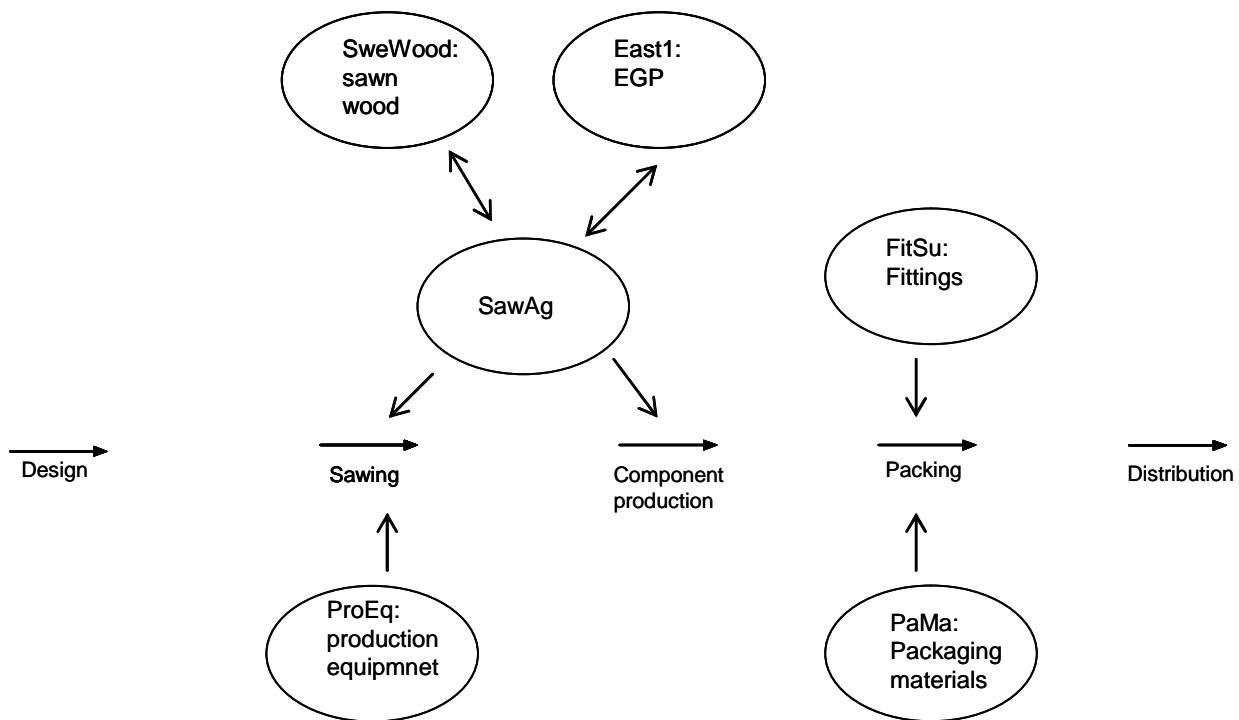 SweWood:
sawn
wood
East1:
EGP
SawAg
FitSu:
Fittings
Design
Sawing
Component
production
Packing
Distribution
ProEq:
production
equipmnet
PaMa:
Packaging
materials